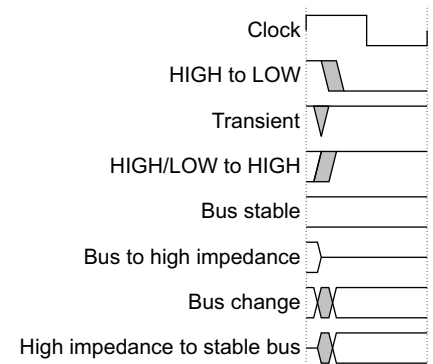 Clock
HIGH to LOW
Transient
HIGH/LOW to HIGH
Bus stable
Bus to high impedance
Bus change
High impedance to stable bus